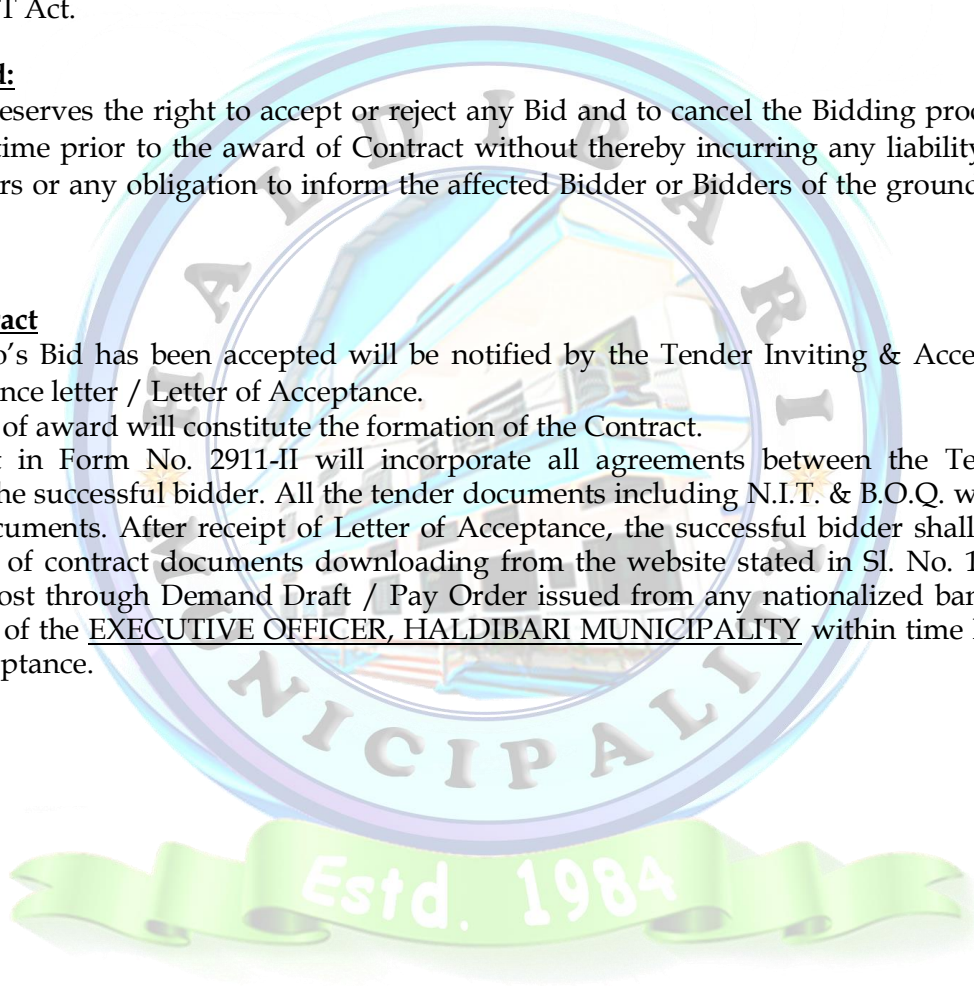 T Act.
d:
eserves the right to accept or reject any Bid and to cancel the Bidding proc
time prior to the award of Contract without thereby incurring any liability
rs or any obligation to inform the affected Bidder or Bidders of the ground
act
o's Bid has been accepted will be notified by the Tender Inviting & Acce
nce letter / Letter of Acceptance.
of award will constitute the formation of the Contract.
t in Form No. 2911-II will incorporate all agreements between the Te
he successful bidder. All the tender documents including N.I.T. & B.O.Q. w
cuments. After receipt of Letter of Acceptance, the successful bidder shall
of contract documents downloading from the website stated in Sl. No. 1
ost through Demand Draft / Pay Order issued from any nationalized ban
of the EXECUTIVE OFFICER, HALDIBARI MUNICIPALITY within time l
ptance.
HALDIBARI
MUNICIPALITY
Estd. 1984